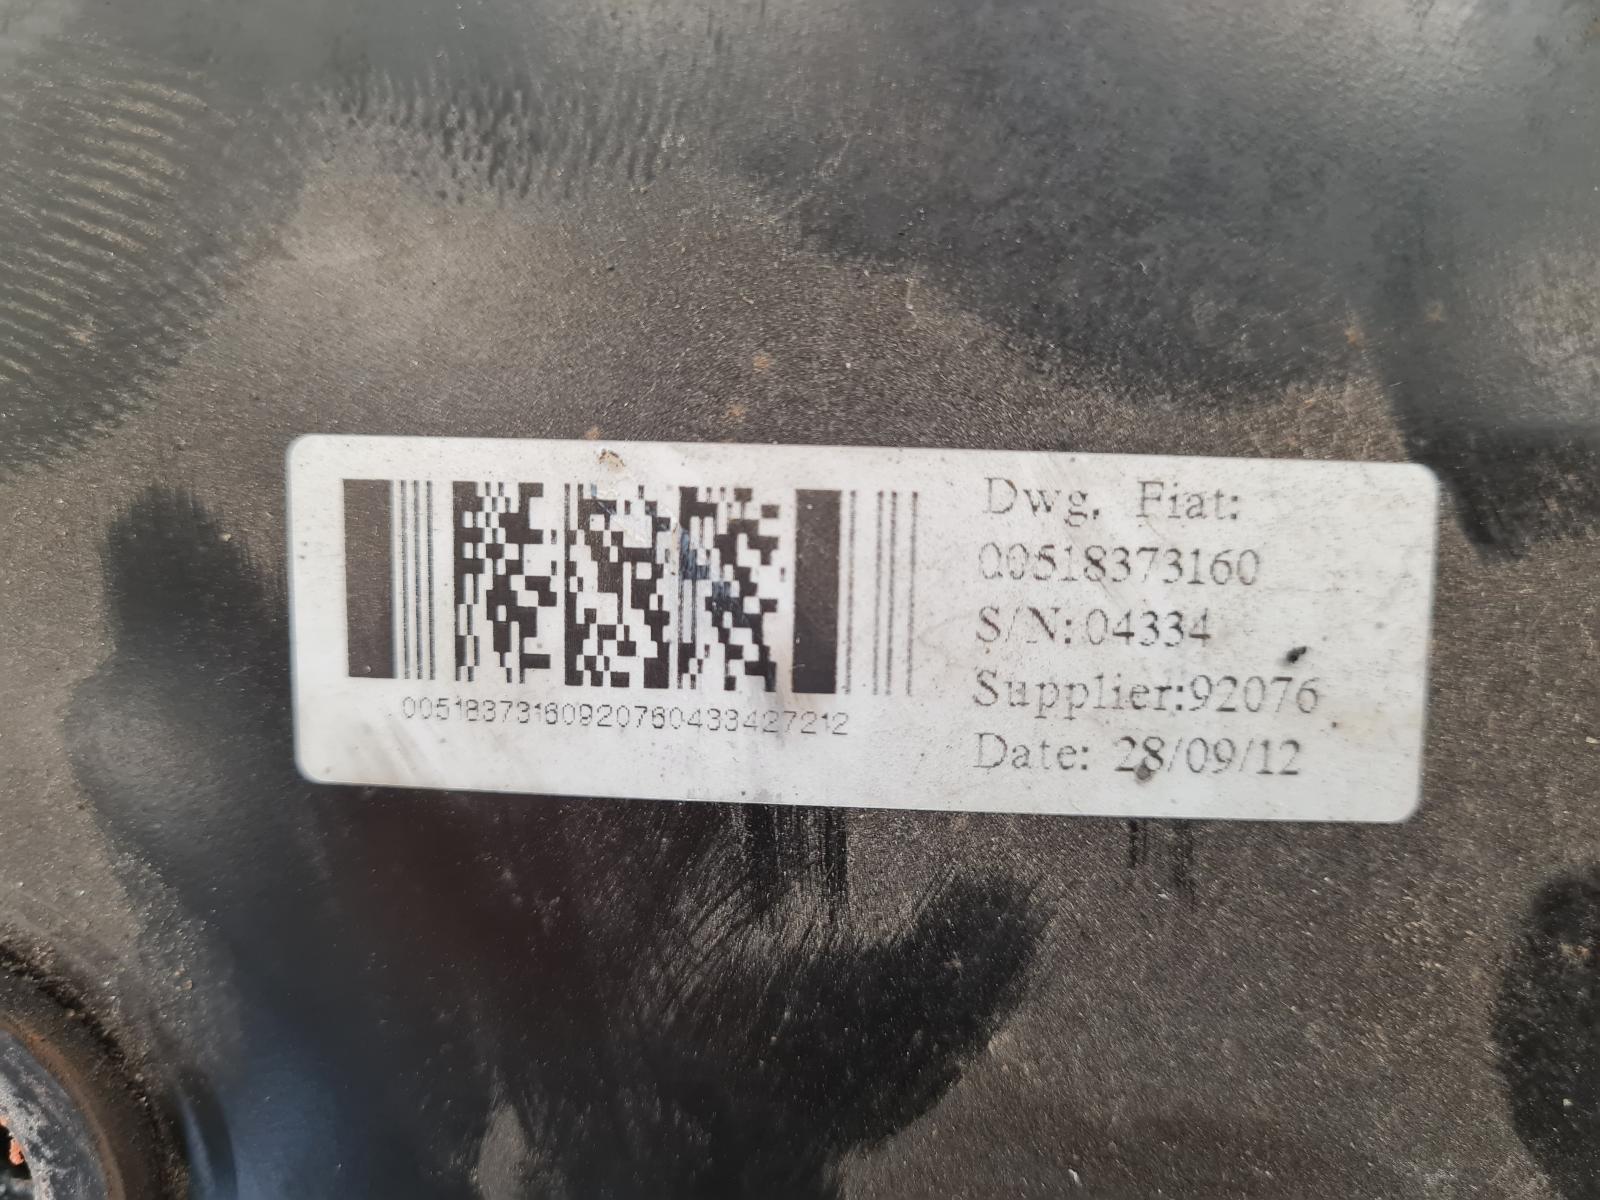 00518373160920760433427212
Dwg. Fiat:
00518373160
S/N: 04334
Supplier:92076
Date: 28/09/12